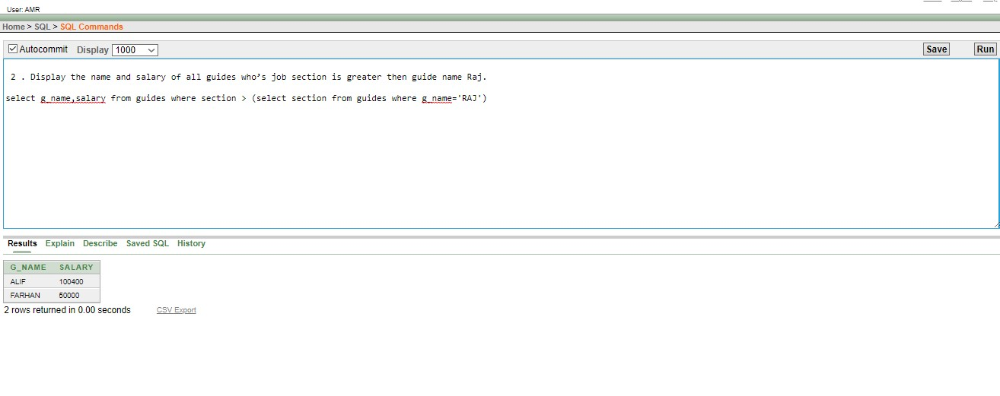 User: AMR
Home > SQL > SQL Commands
Autocommit Display 1000 Save Run
2 . Display the name and salary of all guides who’s job section is greater then guide name Raj.
select g_name,salary from guides where section > (select section from guides where g_name='RAJ')
Results Explain Describe Saved SQL History
G_NAME SALARY
ALIF 100400
FARHAN 50000
2 rows returned in 0.00 seconds CSV Export